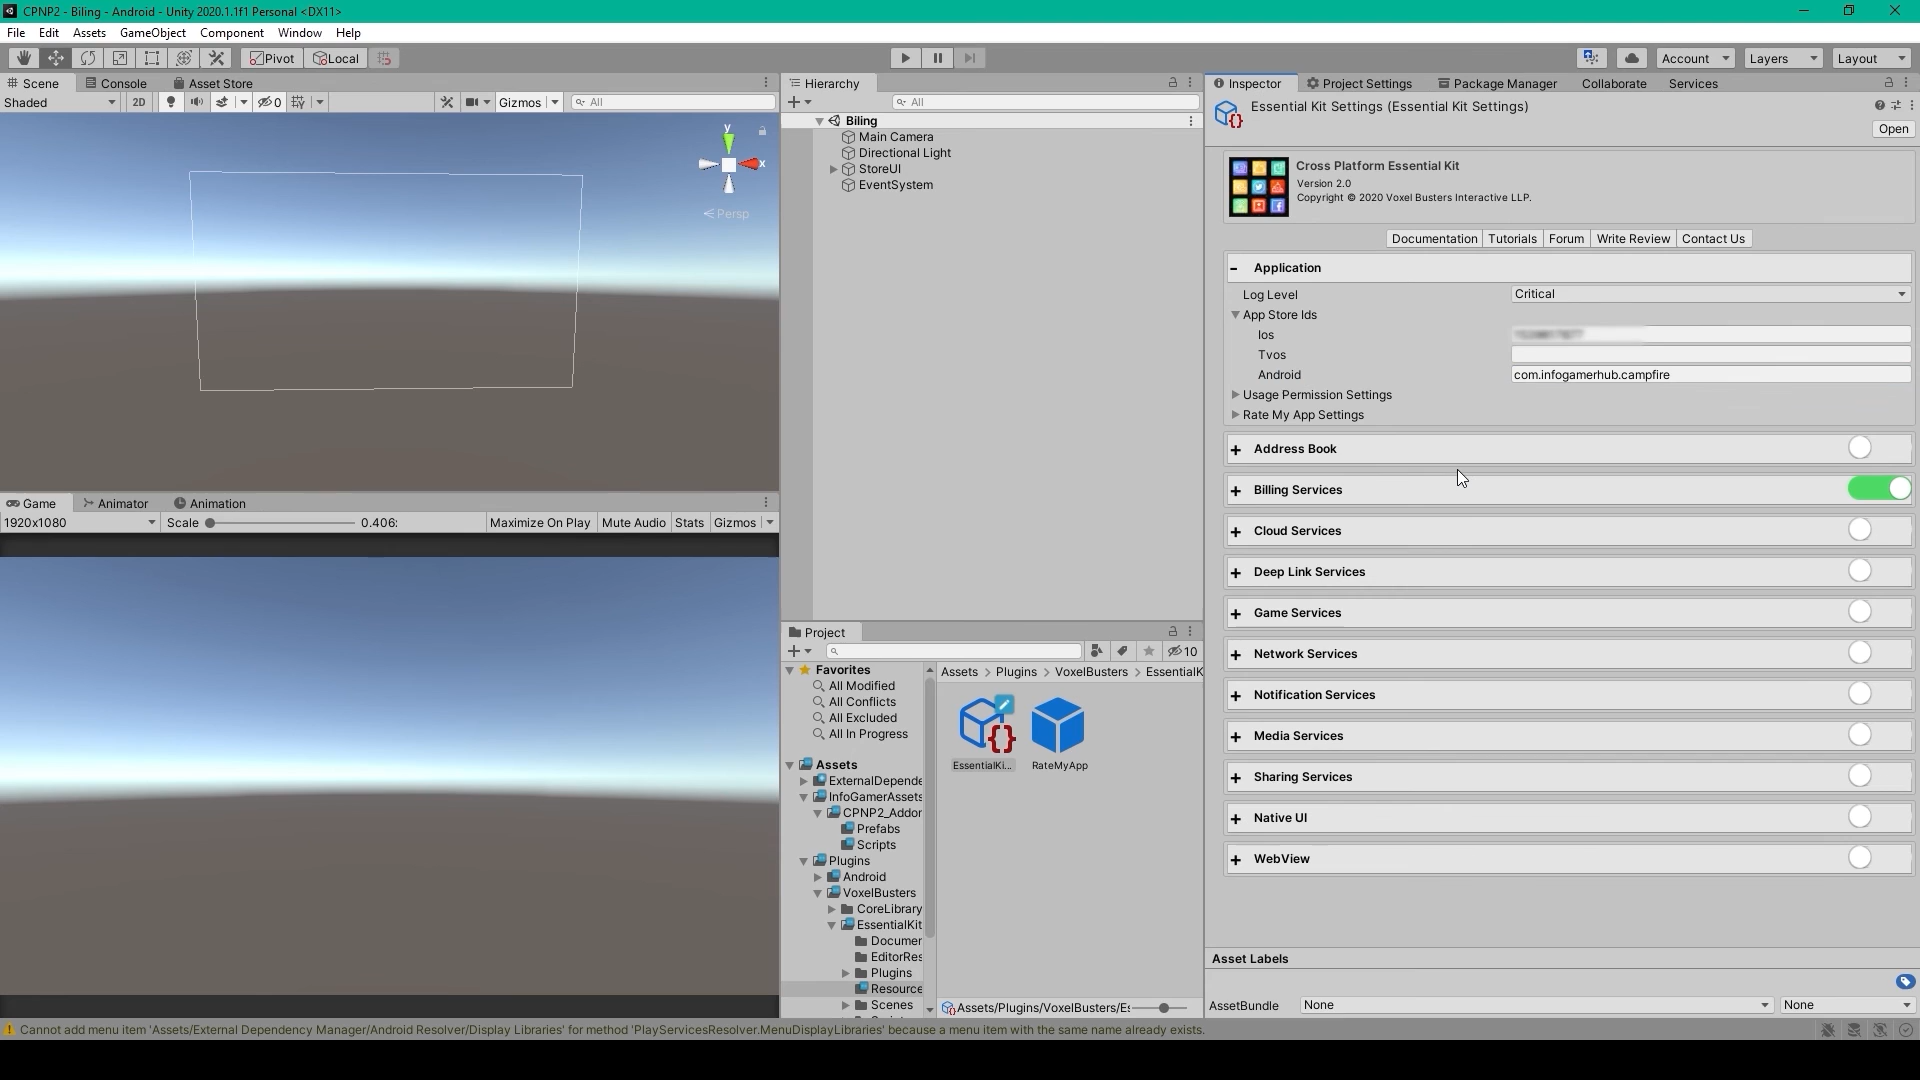 CPNP2 - Biling - Android - Unity 2020.1.1f1 Personal <DX11>
File Edit Assets GameObject Component Window Help
Pivot Local Account Layers Layout
Scene Console Asset Store
Shaded 2D 0 Gizmos All
y
x
Persp
Game Animator Animation
1920x1080 Scale 0.406: Maximize On Play Mute Audio Stats Gizmos
Hierarchy
All
Biling
Main Camera
Directional Light
StoreUI
EventSystem
Project
10
Favorites
All Modified
All Conflicts
All Excluded
All In Progress
Assets
ExternalDepende
InfoGamerAssets
CPNP2_Addor
Prefabs
Scripts
Plugins
Android
VoxelBusters
CoreLibrary
EssentialKit
Documer
EditorRes
Plugins
Resource
Scenes
Assets > Plugins > VoxelBusters > EssentialK
EssentialKi...
RateMyApp
Assets/Plugins/VoxelBusters/Es
Inspector Project Settings Package Manager Collaborate Services
Essential Kit Settings (Essential Kit Settings)
Open
Cross Platform Essential Kit
Version 2.0
Copyright © 2020 Voxel Busters Interactive LLP.
Documentation Tutorials Forum Write Review Contact Us
Application
Log Level Critical
App Store Ids
Ios
Tvos
Android com.infogamerhub.campfire
Usage Permission Settings
Rate My App Settings
Address Book
Billing Services
Cloud Services
Deep Link Services
Game Services
Network Services
Notification Services
Media Services
Sharing Services
Native UI
WebView
Asset Labels
AssetBundle None None
Cannot add menu item 'Assets/External Dependency Manager/Android Resolver/Display Libraries' for method 'PlayServicesResolver.MenuDisplayLibraries' because a menu item with the same name already exists.